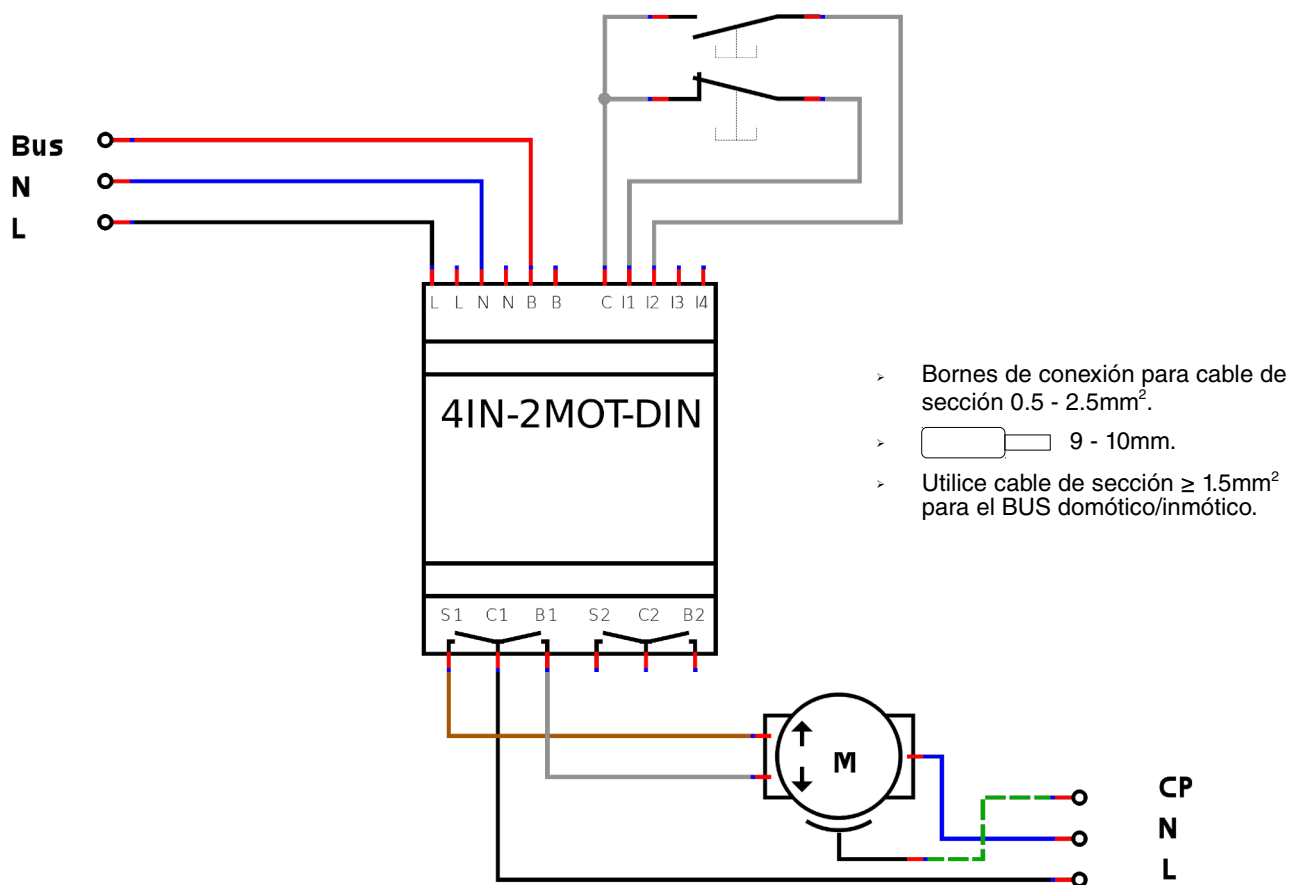 Bus
N
L
L L N N B B C I1 I2 I3 I4
4IN-2MOT-DIN
➢ Bornes de conexión para cable de
sección 0.5 - 2.5mm².
➢ 9 - 10mm.
➢ Utilice cable de sección ≥ 1.5mm²
para el BUS domótico/inmótico.
S1 C1 B1 S2 C2 B2
M
CP
N
L